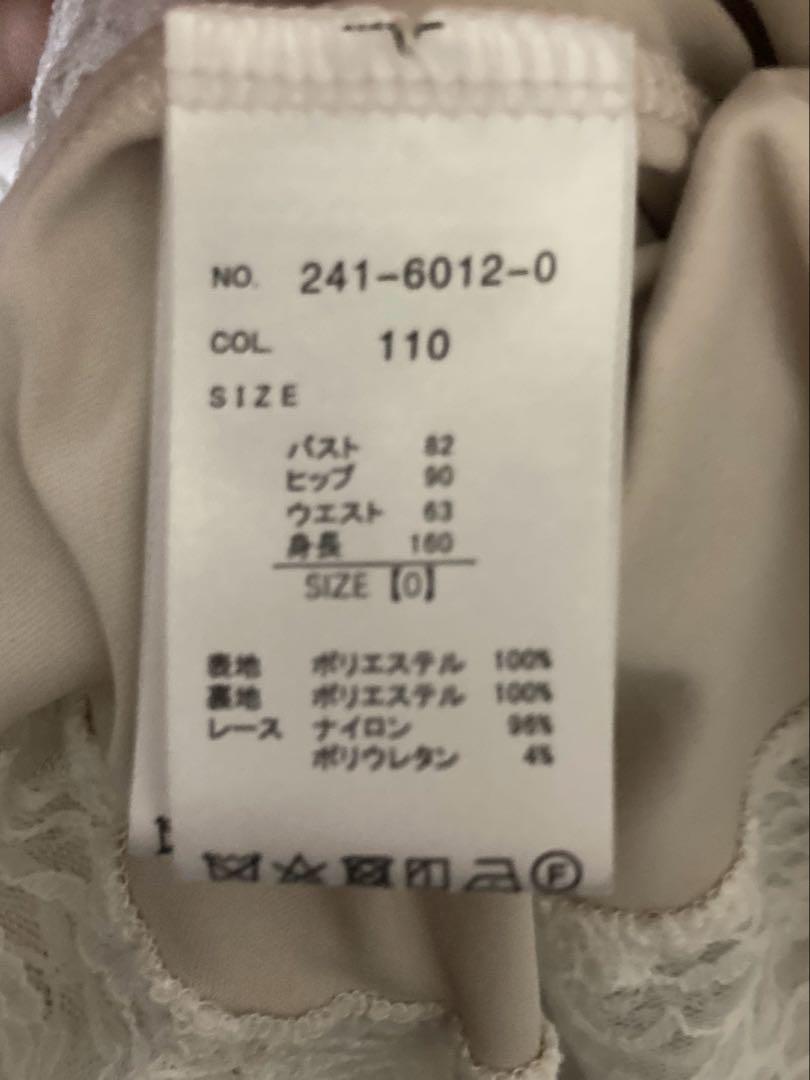 NO. 241-6012-0
COL. 110
SIZE
バスト 82
ヒップ 90
ウエスト 63
身長 160
SIZE【0】
表地 ポリエステル 100%
裏地 ポリエステル 100%
レース ナイロン 96%
ポリウレタン 4%
F